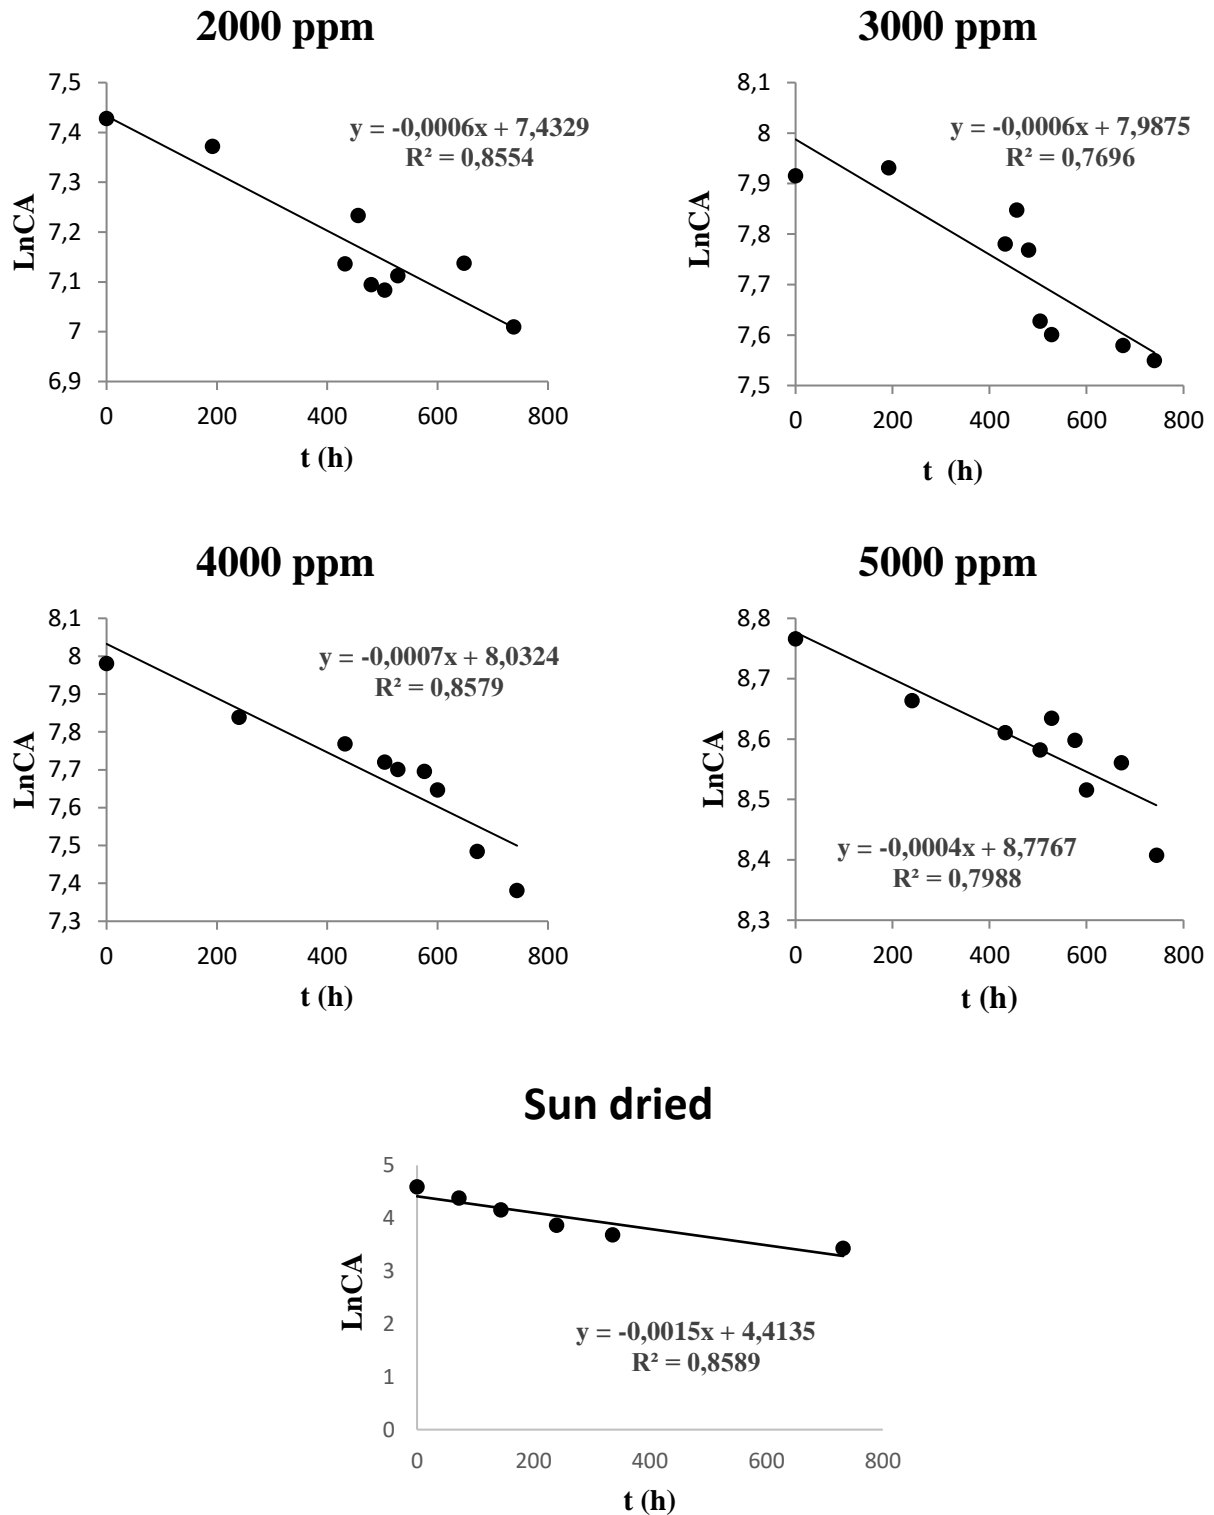 2000 ppm
7,5
7,4
7,3
7,2
7,1
7
6,9
LnCA
y = -0,0006x + 7,4329
R² = 0,8554
0 200 400 600 800
t (h)
3000 ppm
8,1
8
7,9
7,8
7,7
7,6
7,5
LnCA
y = -0,0006x + 7,9875
R² = 0,7696
0 200 400 600 800
t (h)
4000 ppm
8,1
8
7,9
7,8
7,7
7,6
7,5
7,4
7,3
LnCA
y = -0,0007x + 8,0324
R² = 0,8579
0 200 400 600 800
t (h)
5000 ppm
8,8
8,7
8,6
8,5
8,4
8,3
LnCA
y = -0,0004x + 8,7767
R² = 0,7988
0 200 400 600 800
t (h)
Sun dried
5
4
3
2
1
0
LnCA
y = -0,0015x + 4,4135
R² = 0,8589
0 200 400 600 800
t (h)